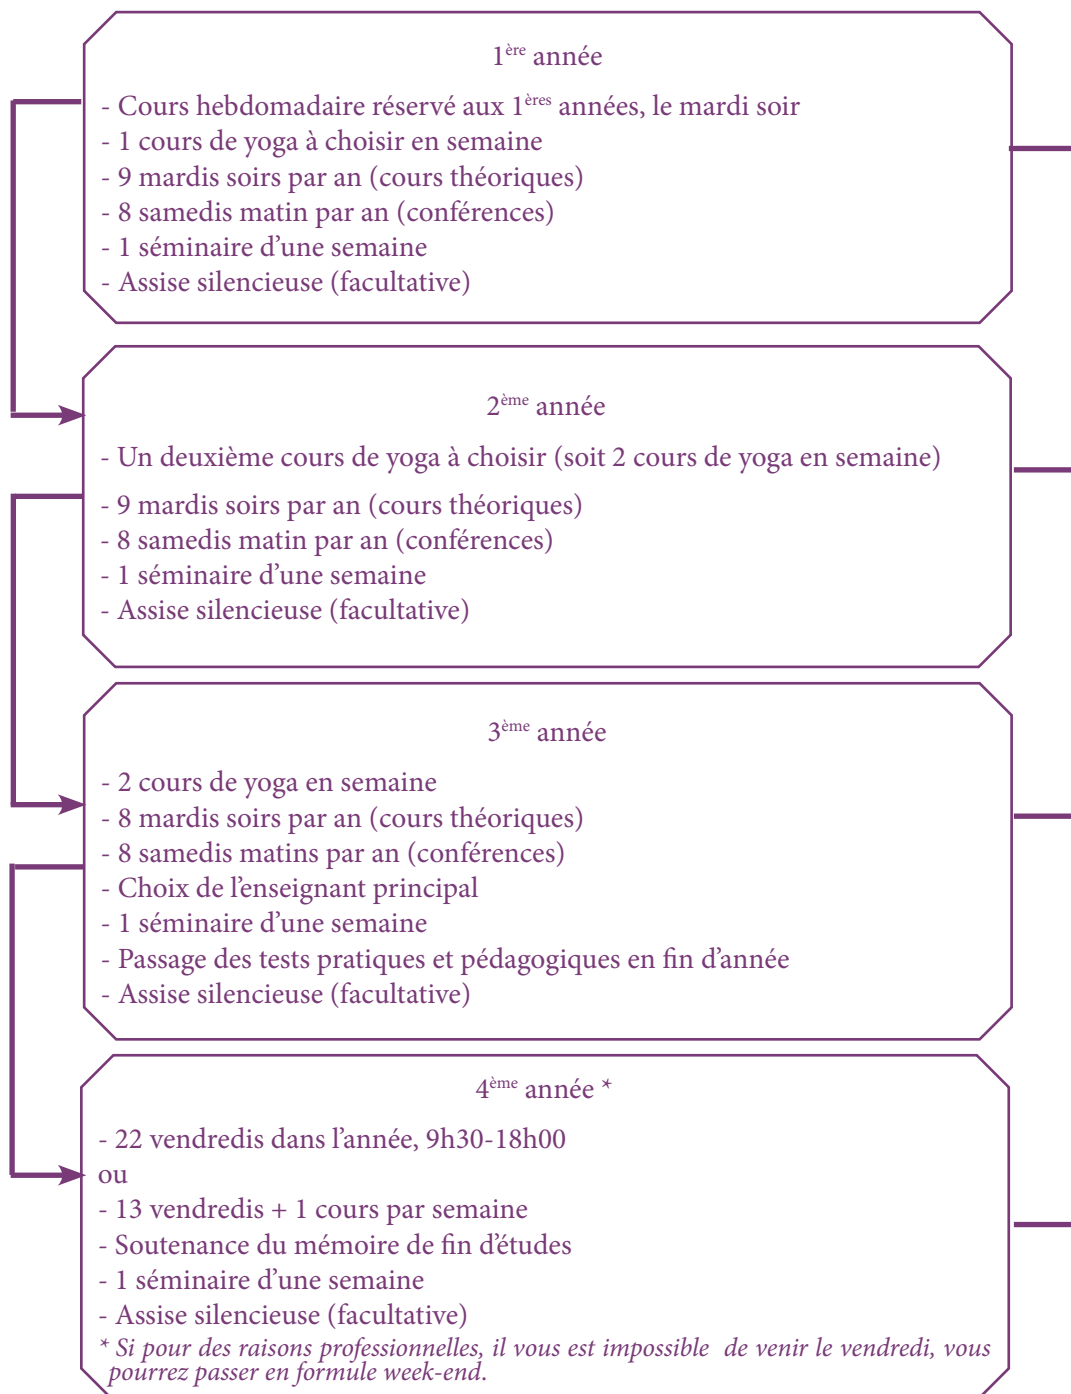 1ère année
- Cours hebdomadaire réservé aux 1ères années, le mardi soir
- 1 cours de yoga à choisir en semaine
- 9 mardis soirs par an (cours théoriques)
- 8 samedis matin par an (conférences)
- 1 séminaire d'une semaine
- Assise silencieuse (facultative)
2ème année
- Un deuxième cours de yoga à choisir (soit 2 cours de yoga en semaine)
- 9 mardis soirs par an (cours théoriques)
- 8 samedis matin par an (conférences)
- 1 séminaire d'une semaine
- Assise silencieuse (facultative)
3ème année
- 2 cours de yoga en semaine
- 8 mardis soirs par an (cours théoriques)
- 8 samedis matins par an (conférences)
- Choix de l'enseignant principal
- 1 séminaire d'une semaine
- Passage des tests pratiques et pédagogiques en fin d'année
- Assise silencieuse (facultative)
4ème année *
- 22 vendredis dans l'année, 9h30-18h00
ou
- 13 vendredis + 1 cours par semaine
- Soutenance du mémoire de fin d'études
- 1 séminaire d'une semaine
- Assise silencieuse (facultative)
* Si pour des raisons professionnelles, il vous est impossible de venir le vendredi, vous
pourrez passer en formule week-end.